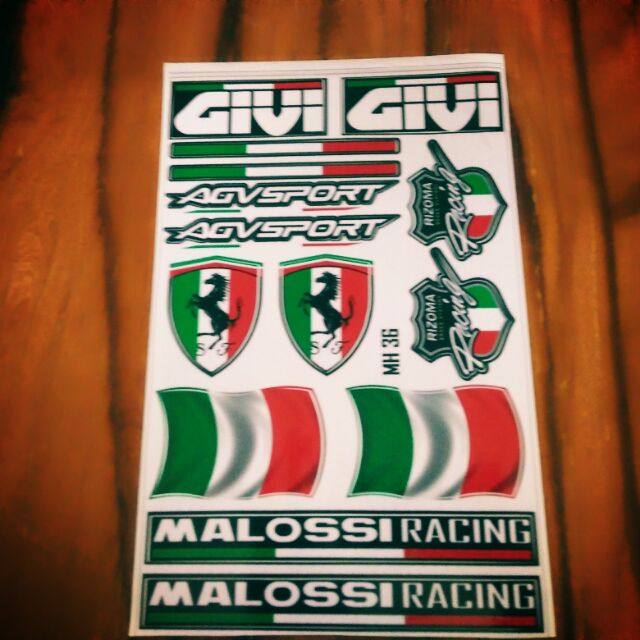 GIVI GIVI
AGVSPORT
AGVSPORT
RIZOMA
Racing
S F S F
RIZOMA
Racing
MH 36
MALOSSI RACING
MALOSSI RACING